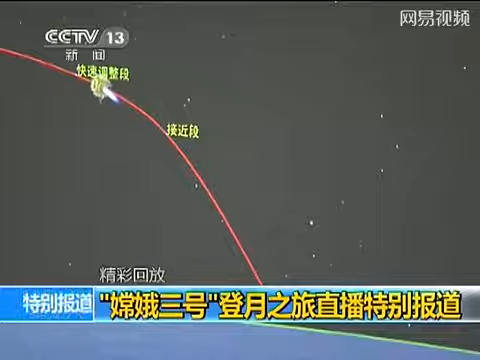 CCTV 13
新闻
网易视频
快速调整段
接近段
精彩回放
特别报道
"嫦娥三号"登月之旅直播特别报道